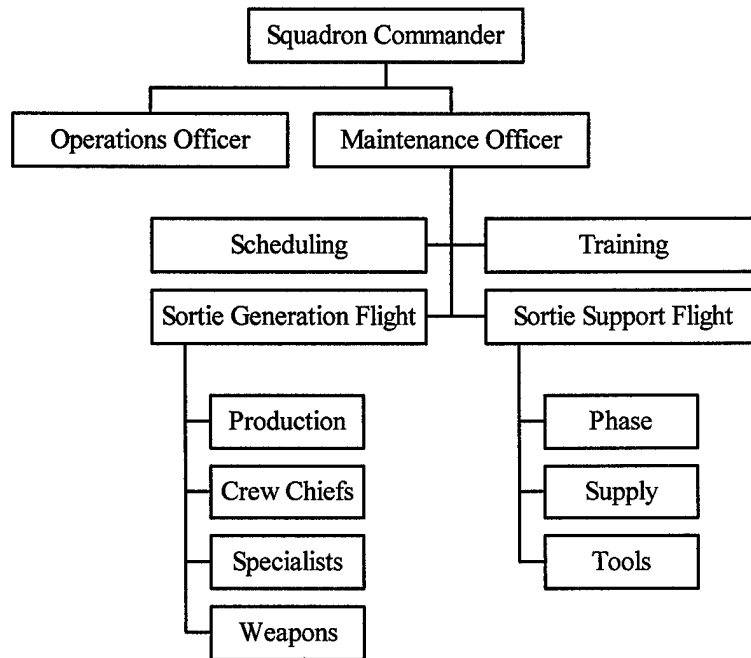 Squadron Commander
Operations Officer
Maintenance Officer
Scheduling
Training
Sortie Generation Flight
Sortie Support Flight
Production
Phase
Crew Chiefs
Supply
Specialists
Tools
Weapons